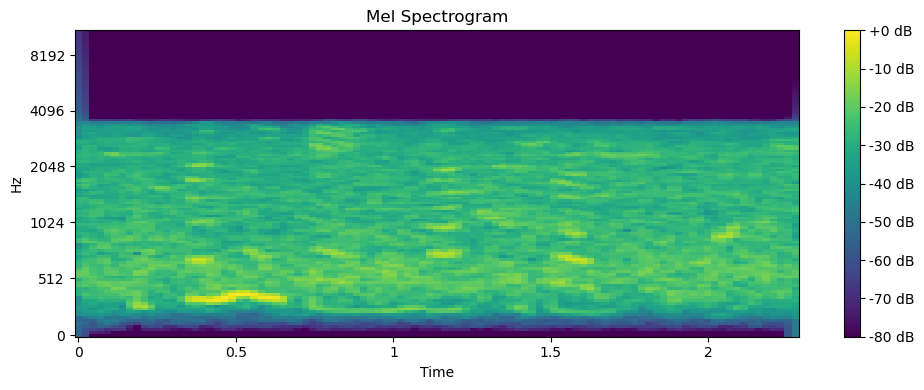 Mel Spectrogram
Hz
8192
4096
2048
1024
512
0
0
0.5
1
1.5
2
Time
+0 dB
-10 dB
-20 dB
-30 dB
-40 dB
-50 dB
-60 dB
-70 dB
-80 dB